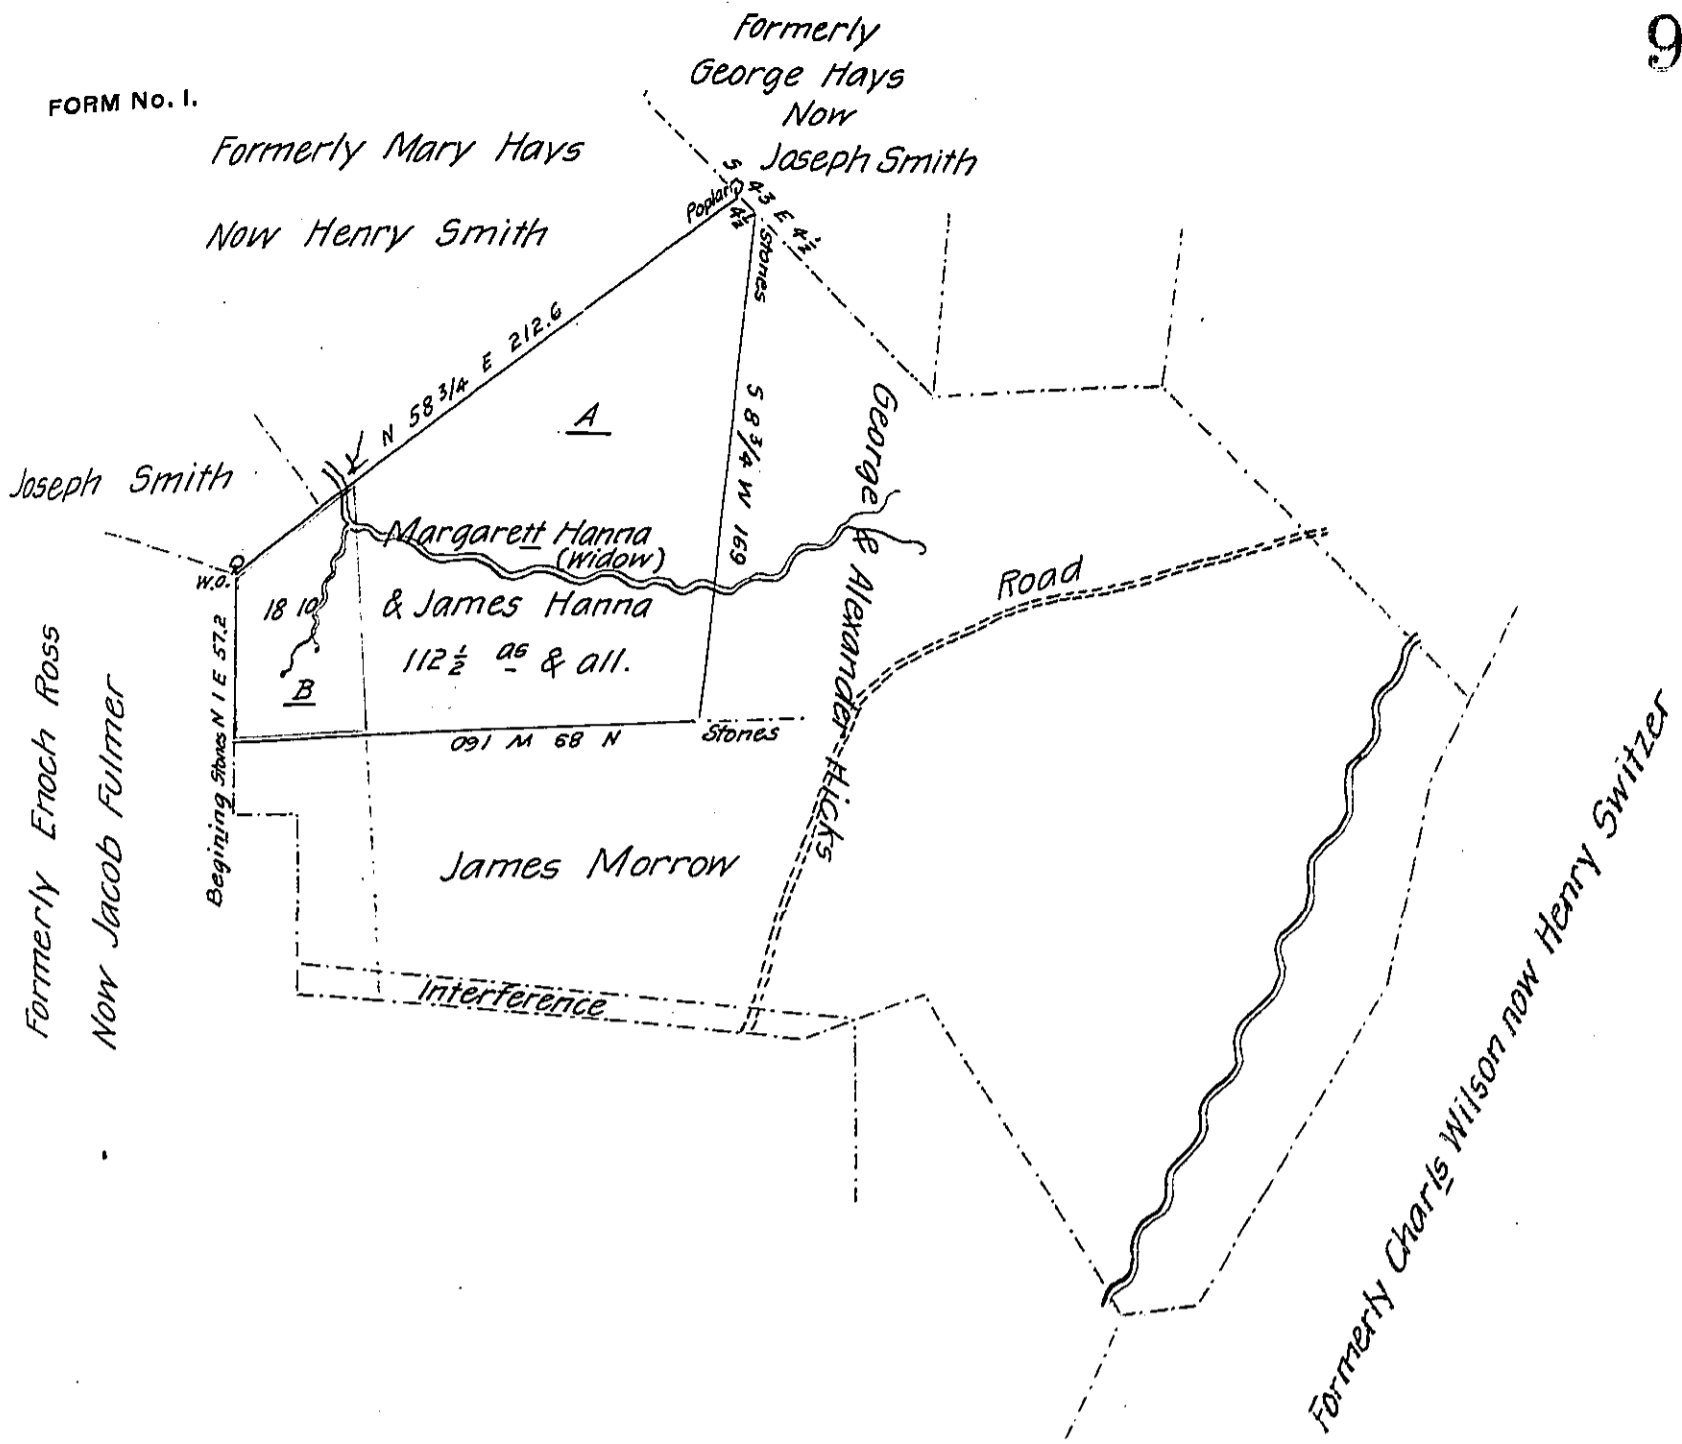 9
FORM No. 1.
Formerly
George Hays
Now
Joseph Smith
Formerly Mary Hays
Now Henry Smith
Poplar
S 43 E 4½
4½
Stones
N 58 3/4 E 212.6
A
S 8 3/4 W 169
George & Alexander Hicks
Joseph Smith
W.O.
Margarett Hanna
(Widow)
& James Hanna
112½ as & all.
18 10
B
Road
Begining Stones N 1 E 57.2
N 89 W 160
Stones
Formerly Enoch Ross
Now Jacob Fulmer
James Morrow
Interference
Formerly Charls Wilson now Henry Switzer